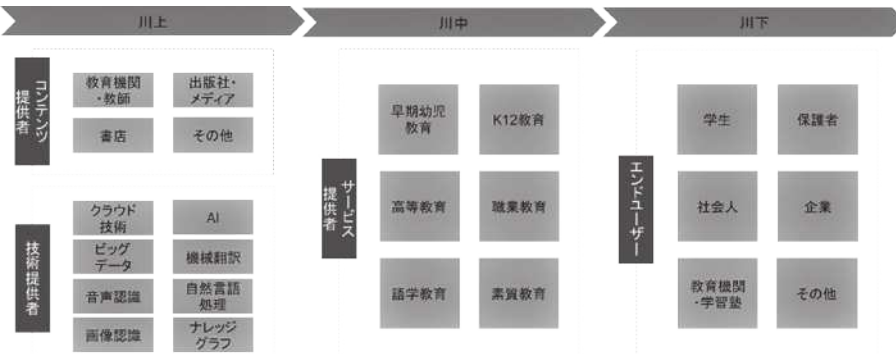 川上
川中
川下
コンテンツ
提供者
教育機関
・教師
出版社・
メディア
書店
その他
技術提供者
クラウド
技術
AI
ビッグ
データ
機械翻訳
音声認識
自然言語
処理
画像認識
ナレッジ
グラフ
サービス
提供者
早期幼児
教育
K12教育
高等教育
職業教育
語学教育
素質教育
エンドユーザー
学生
保護者
社会人
企業
教育機関
・学習塾
その他